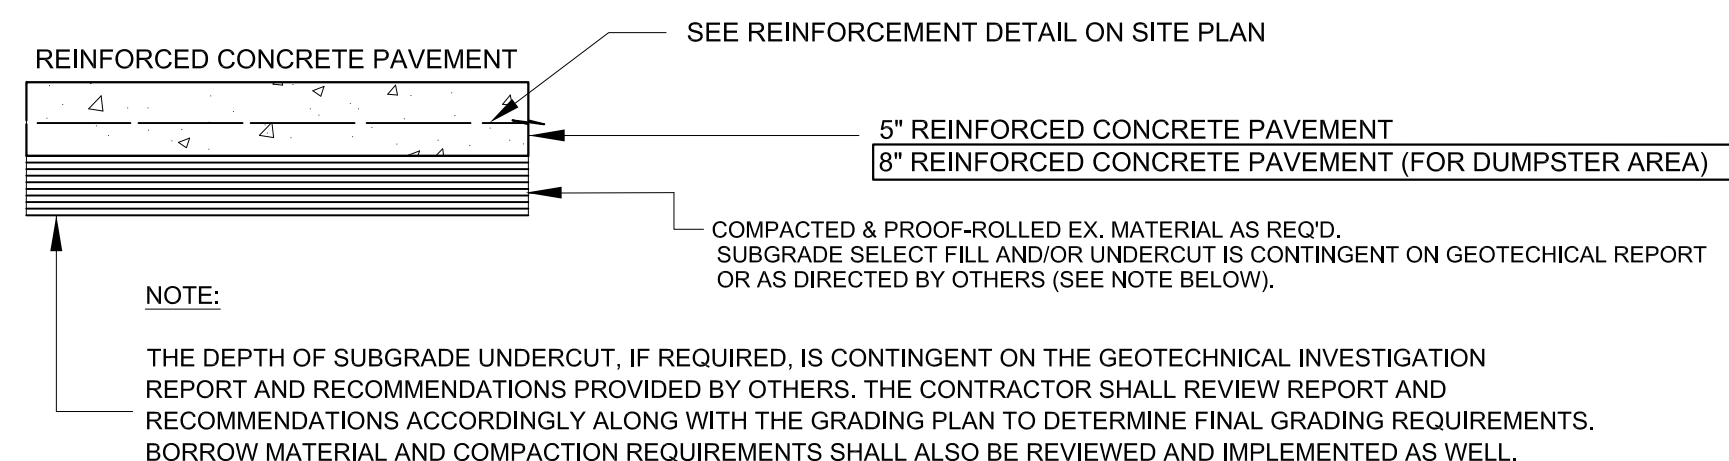 SEE REINFORCEMENT DETAIL ON SITE PLAN
REINFORCED CONCRETE PAVEMENT
5" REINFORCED CONCRETE PAVEMENT
8" REINFORCED CONCRETE PAVEMENT (FOR DUMPSTER AREA)
COMPACTED & PROOF-ROLLED EX. MATERIAL AS REQ'D.
SUBGRADE SELECT FILL AND/OR UNDERCUT IS CONTINGENT ON GEOTECHICAL REPORT
OR AS DIRECTED BY OTHERS (SEE NOTE BELOW).
NOTE:
THE DEPTH OF SUBGRADE UNDERCUT, IF REQUIRED, IS CONTINGENT ON THE GEOTECHNICAL INVESTIGATION
REPORT AND RECOMMENDATIONS PROVIDED BY OTHERS. THE CONTRACTOR SHALL REVIEW REPORT AND
RECOMMENDATIONS ACCORDINGLY ALONG WITH THE GRADING PLAN TO DETERMINE FINAL GRADING REQUIREMENTS.
BORROW MATERIAL AND COMPACTION REQUIREMENTS SHALL ALSO BE REVIEWED AND IMPLEMENTED AS WELL.